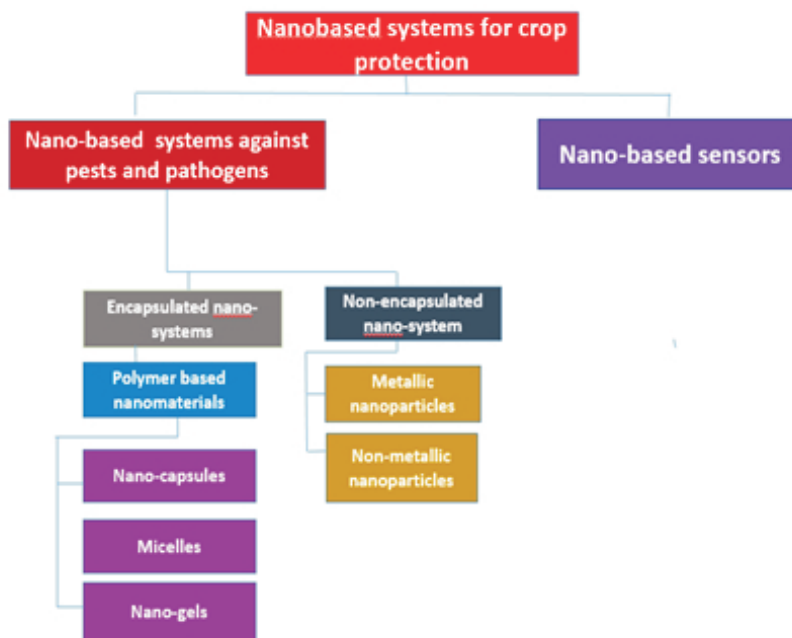 Nanobased systems for crop
protection
Nano-based systems against
pests and pathogens
Nano-based sensors
Encapsulated nano-
systems
Non-encapsulated
nano-system
Polymer based
nanomaterials
Metallic
nanoparticles
Non-metallic
nanoparticles
Nano-capsules
Micelles
Nano-gels